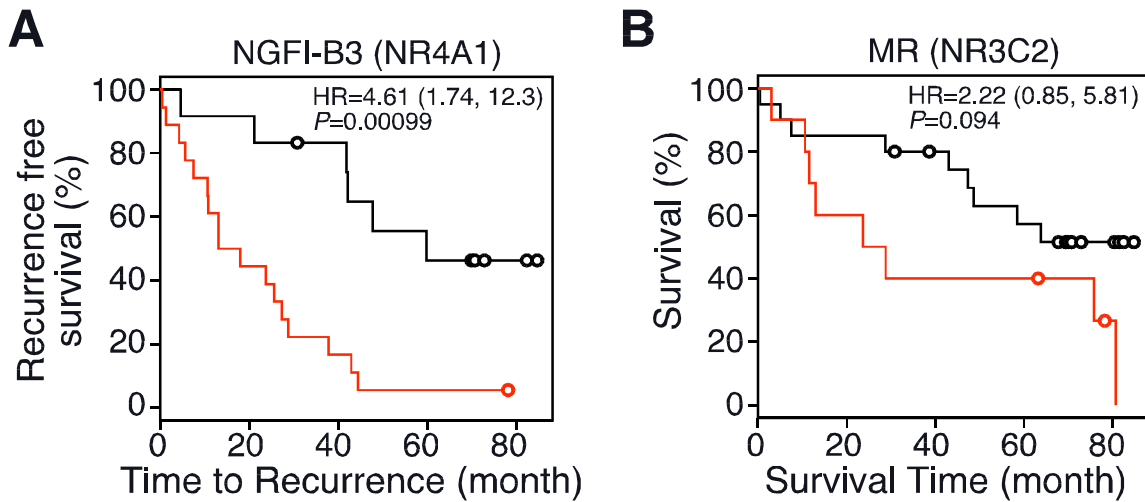 A
NGFI-B3 (NR4A1)
HR=4.61 (1.74, 12.3)
P=0.00099
Recurrence free
survival (%)
100
80
60
40
20
0
0 20 40 60 80
Time to Recurrence (month)
B
MR (NR3C2)
HR=2.22 (0.85, 5.81)
P=0.094
Survival (%)
100
80
60
40
20
0
0 20 40 60 80
Survival Time (month)